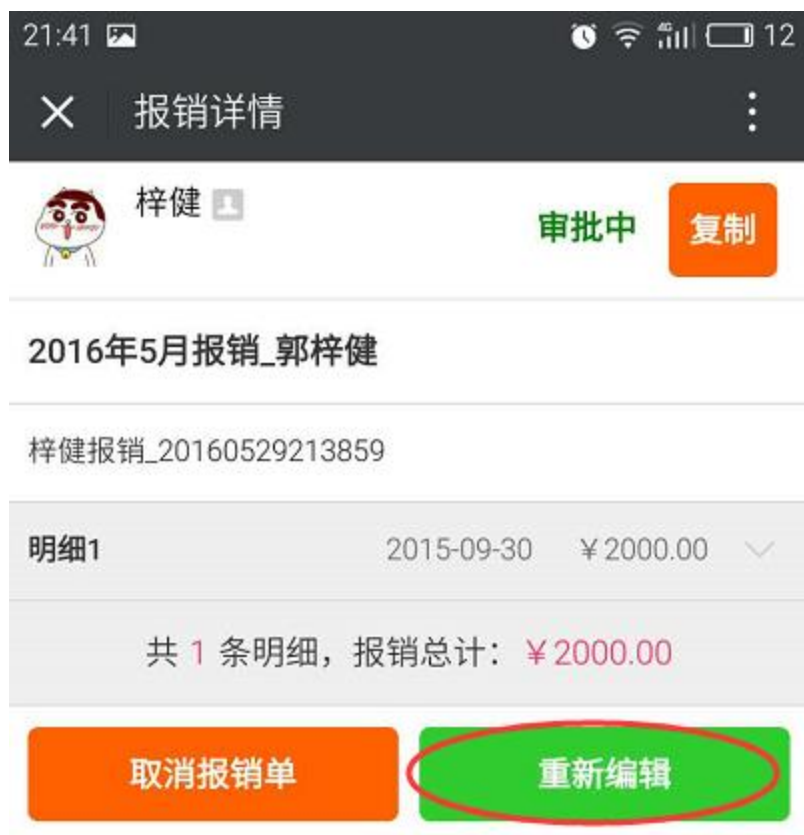 21:41 4G 12
报销详情
梓健
审批中 复制
2016年5月报销_郭梓健
梓健报销_20160529213859
明细1 2015-09-30 ￥2000.00
共 1 条明细，报销总计：￥2000.00
取消报销单 重新编辑